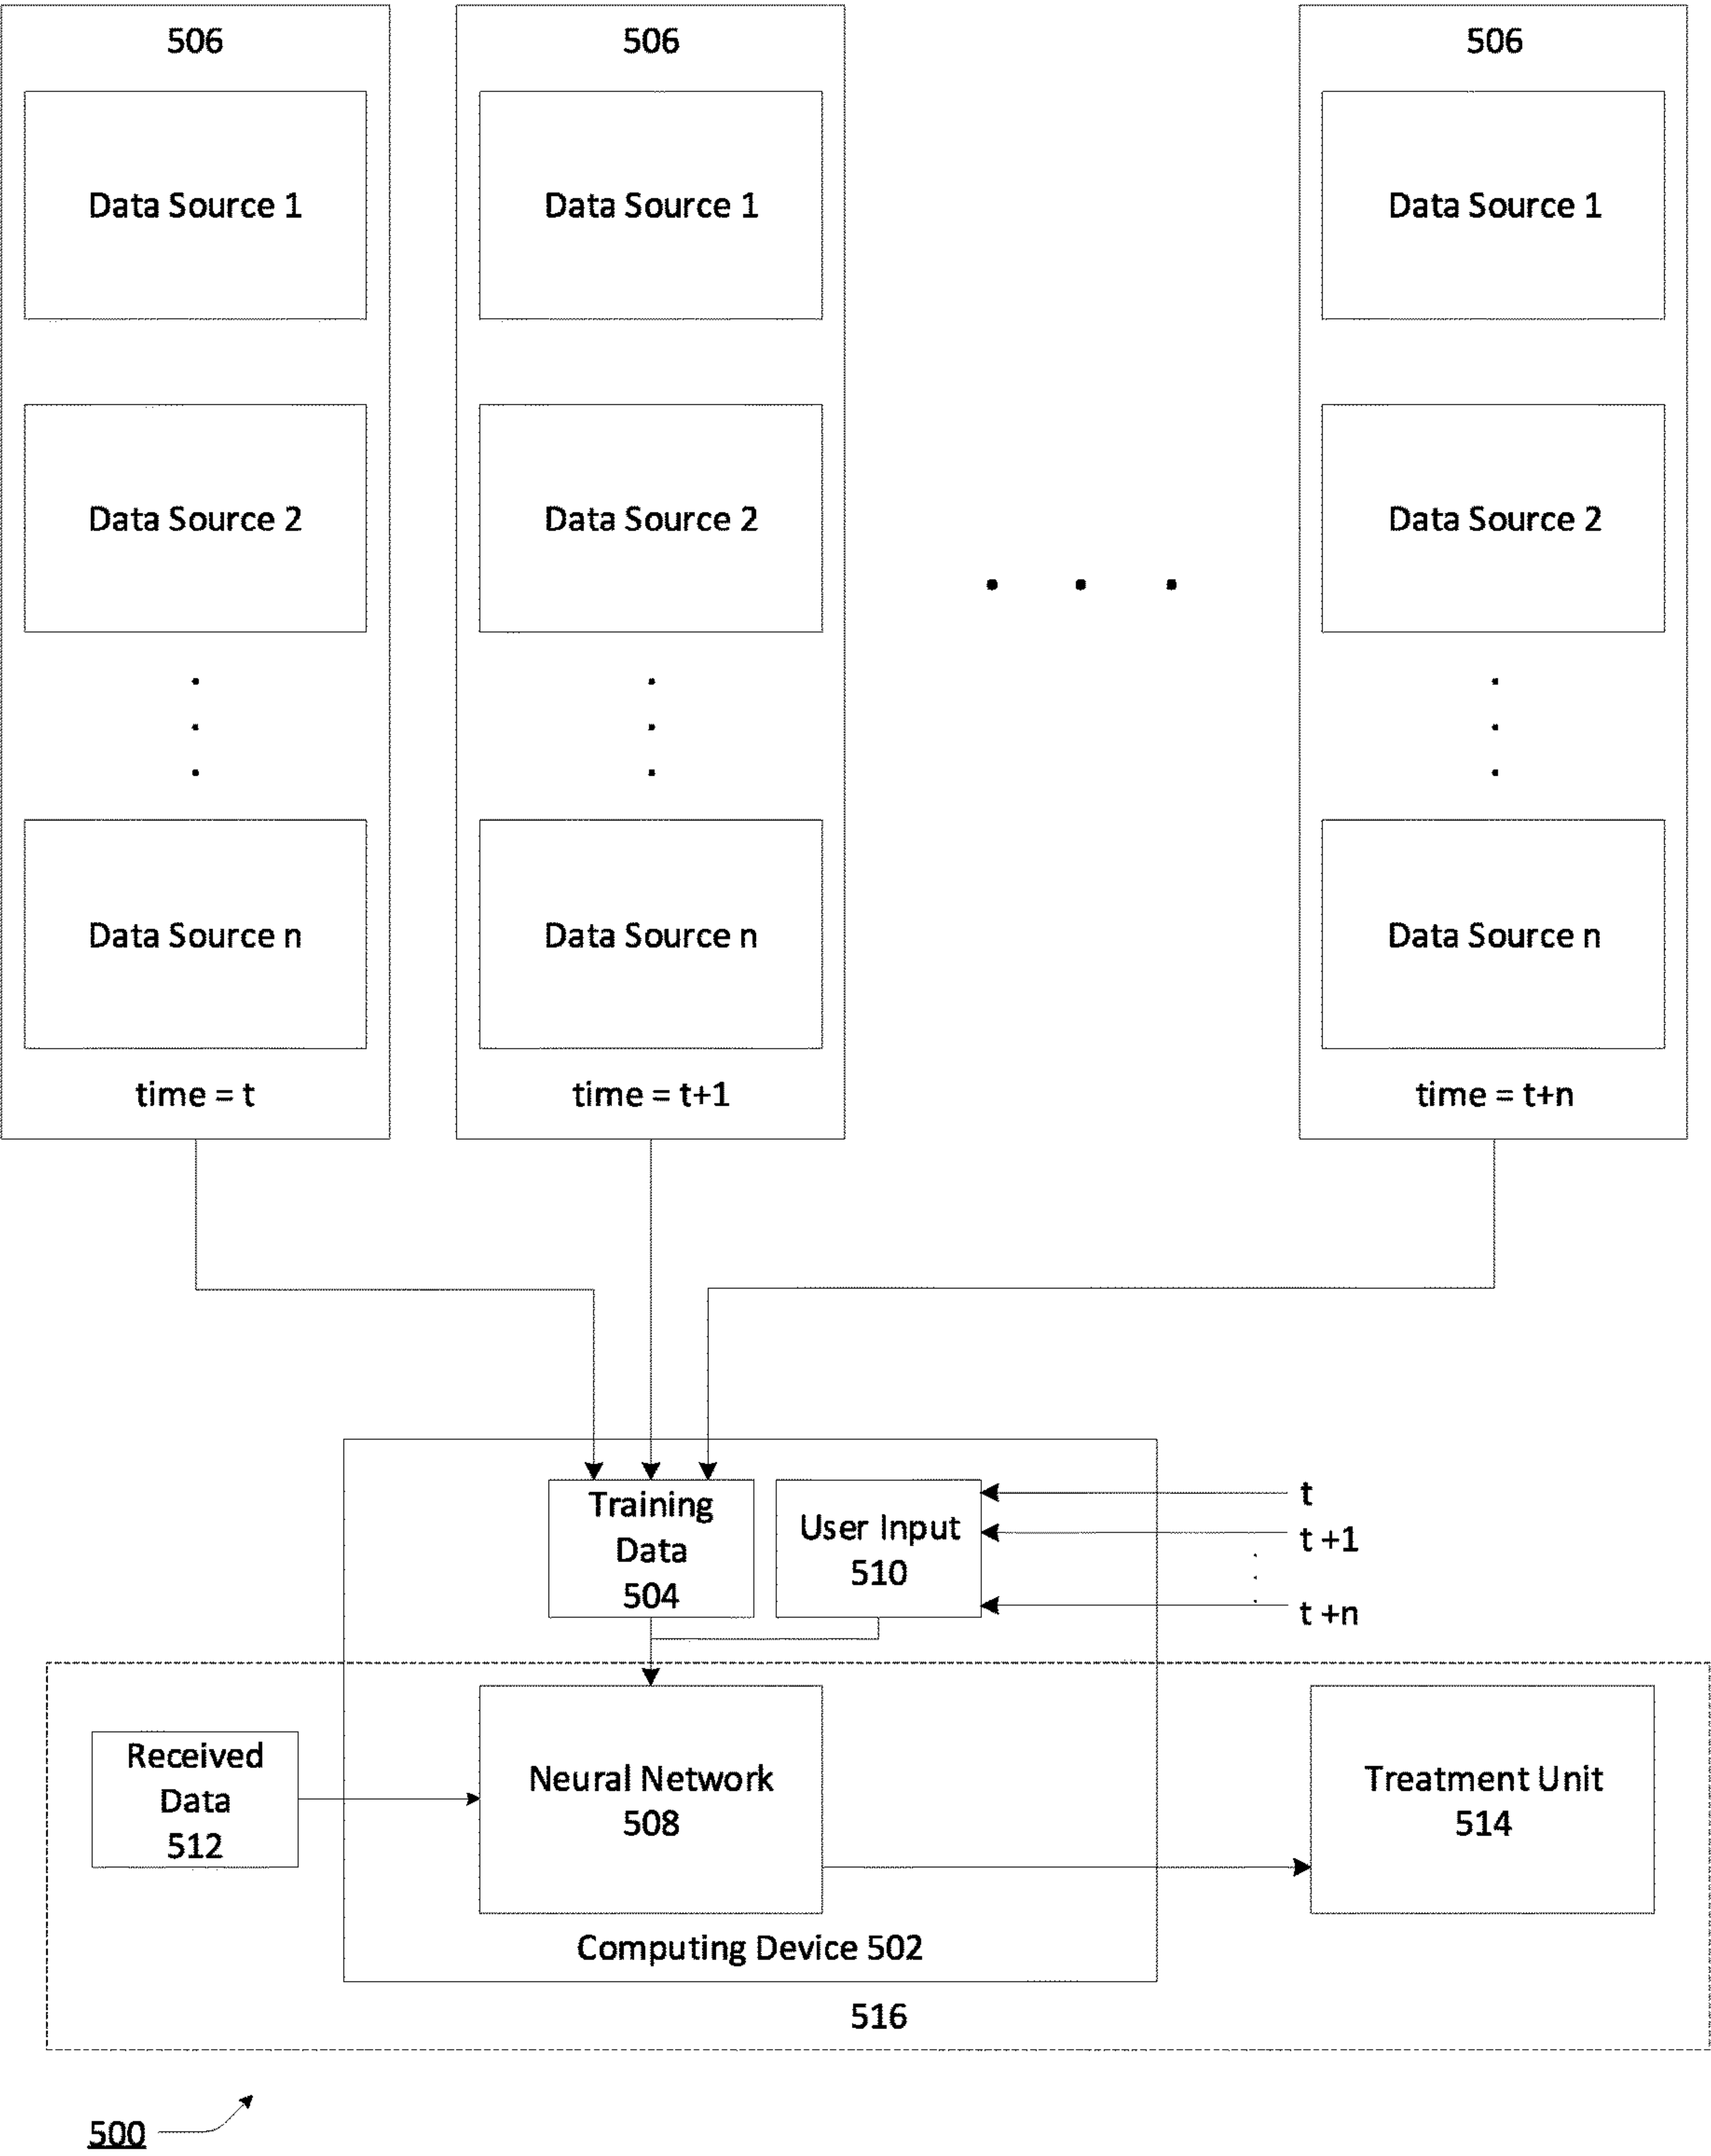 506
Data Source 1
Data Source 2
Data Source n
time = t
506
Data Source 1
Data Source 2
Data Source n
time = t+1
506
Data Source 1
Data Source 2
Data Source n
time = t+n
Training
Data
504
User Input
510
t
t +1
t +n
Received
Data
512
Neural Network
508
Treatment Unit
514
Computing Device 502
516
500